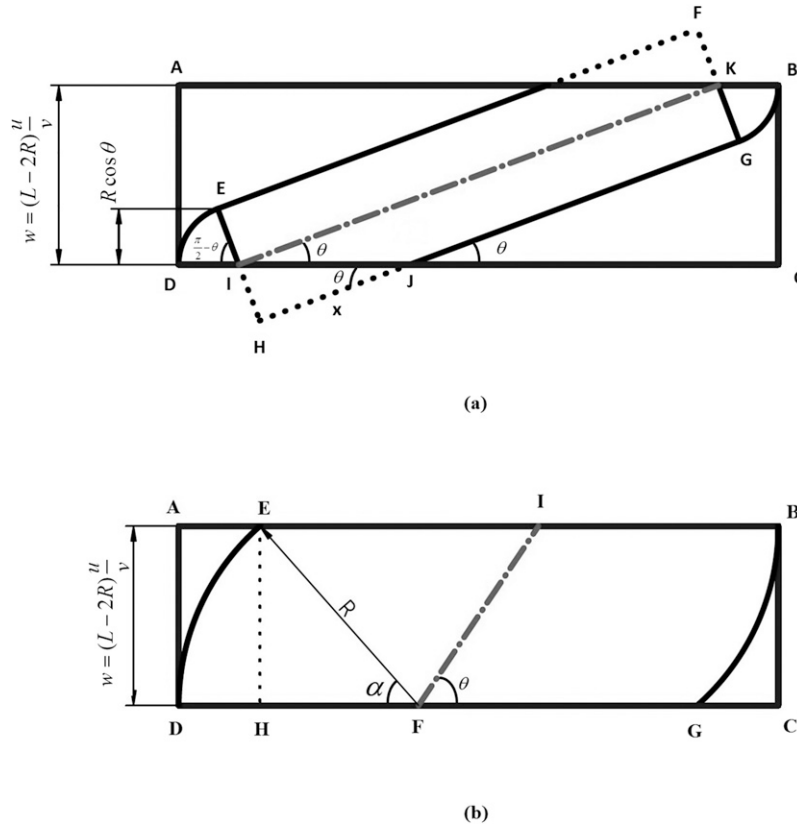 F
A
K
B
w = (L - 2R) u/v
R cos θ
E
G
π/2 - θ
θ
θ
D
I
θ
J
C
x
H
(a)
A
E
I
B
w = (L - 2R) u/v
R
α
θ
D
H
F
G
C
(b)